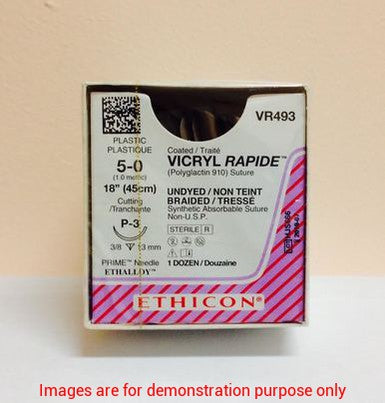 VR493
PLASTIC
PLASTIQUE
5-0
(1.0 metric)
18" (45cm)
Cutting
/Tranchante
P-3
3/8 13 mm
PRIME™ Needle
ETHALLOY™
Coated / Traité
VICRYL RAPIDE™
(Polyglactin 910) Suture
UNDYED / NON TEINT
BRAIDED / TRESSÉ
Synthetic Absorbable Suture
Non-U.S.P.
STERILE R
1 DOZEN / Douzaine
ETHICON®
Images are for demonstration purpose only